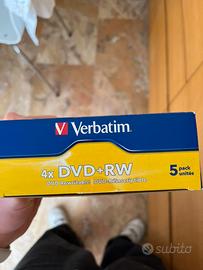 Verbatim.
4x DVD+RW
5 pack
unités
subito